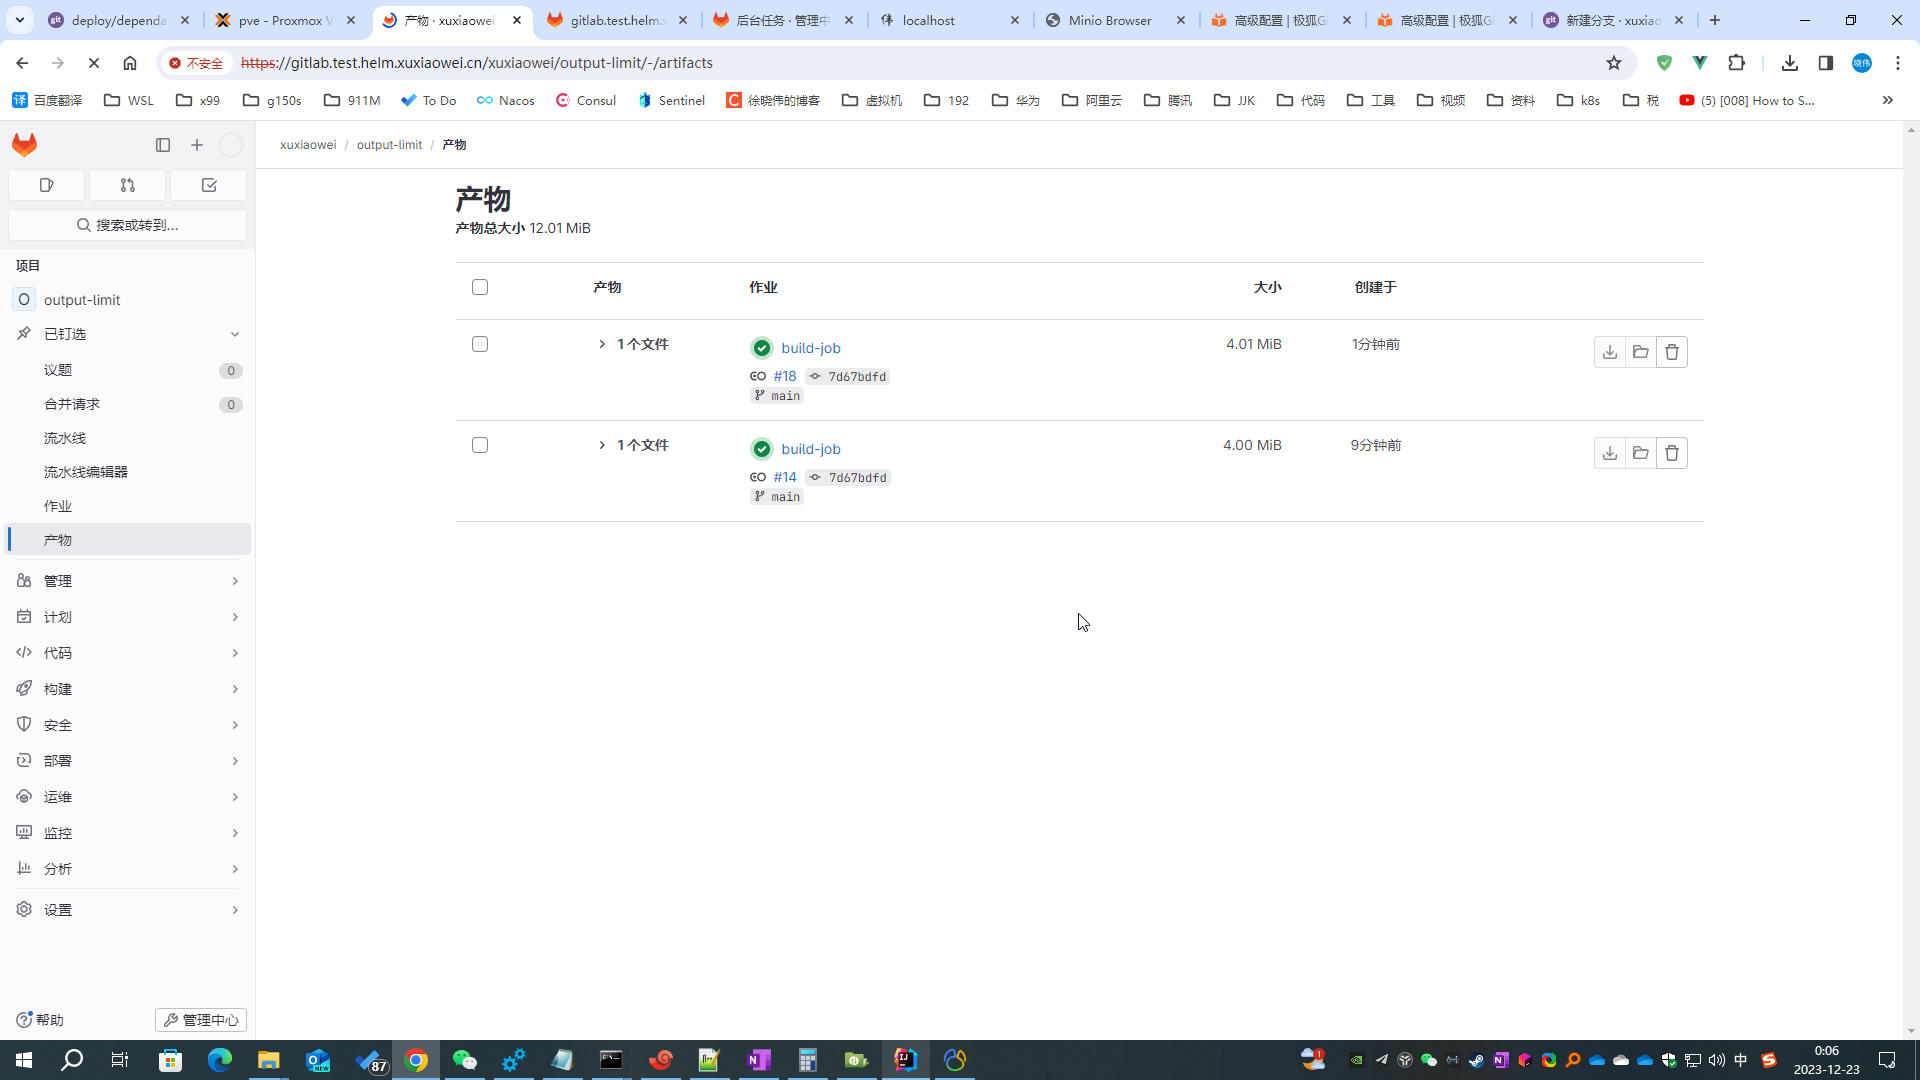 deploy/depend
pve - Proxmox V
产物 · xuxiaowei
gitlab.test.helm.
后台任务 · 管理中
localhost
Minio Browser
高级配置 | 极狐Gi
高级配置 | 极狐Gi
新建分支 · xuxiao
不安全
https://gitlab.test.helm.xuxiaowei.cn/xuxiaowei/output-limit/-/artifacts
晓伟
译 百度翻译
WSL
x99
g150s
911M
To Do
Nacos
Consul
Sentinel
C 徐晓伟的博客
虚拟机
192
华为
阿里云
腾讯
JJK
代码
工具
视频
资料
k8s
税
(5) [008] How to S...
xuxiaowei / output-limit / 产物
搜索或转到...
项目
O output-limit
已钉选
议题 0
合并请求 0
流水线
流水线编辑器
作业
产物
管理
计划
代码
构建
安全
部署
运维
监控
分析
设置
帮助
管理中心
产物
产物总大小 12.01 MiB
产物 作业 大小 创建于
1个文件 build-job 4.01 MiB 1分钟前
#18 7d67bdfd
main
1个文件 build-job 4.00 MiB 9分钟前
#14 7d67bdfd
main
87
1
中
0:06
2023-12-23